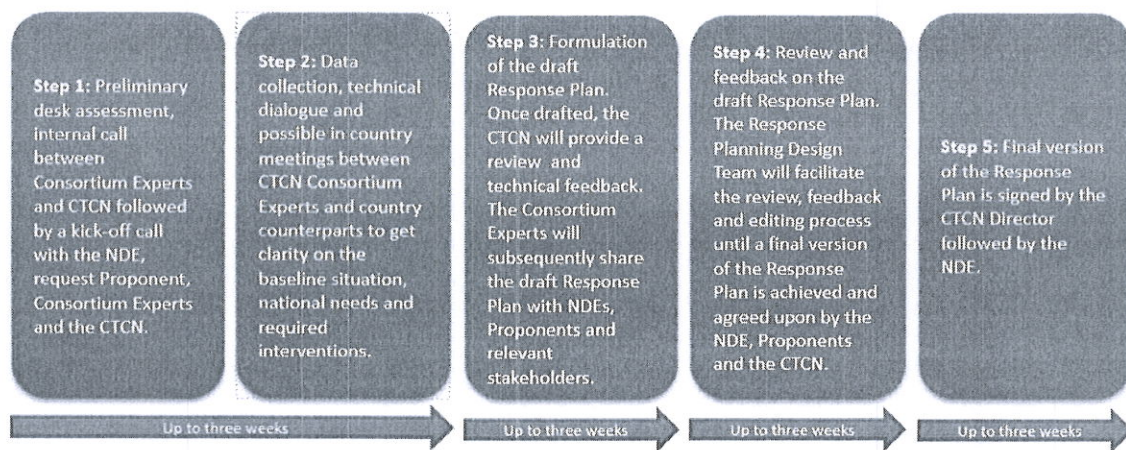 Step 1: Preliminary
desk assessment,
internal call
between
Consortium Experts
and CTCN followed
by a kick-off call
with the NDE,
request Proponent,
Consortium Experts
and the CTCN.
Step 2: Data
collection, technical
dialogue and
possible in country
meetings between
CTCN Consortium
Experts and country
counterparts to get
clarity on the
baseline situation,
national needs and
required
interventions.
Step 3: Formulation
of the draft
Response Plan.
Once drafted, the
CTCN will provide a
review and
technical feedback.
The Consortium
Experts will
subsequently share
the draft Response
Plan with NDEs,
Proponents and
relevant
stakeholders.
Step 4: Review and
feedback on the
draft Response Plan.
The Response
Planning Design
Team will facilitate
the review, feedback
and editing process
until a final version
of the Response
Plan is achieved and
agreed upon by the
NDE, Proponents
and the CTCN.
Step 5: Final version
of the Response
Plan is signed by the
CTCN Director
followed by the
NDE.
Up to three weeks
Up to three weeks
Up to three weeks
Up to three weeks